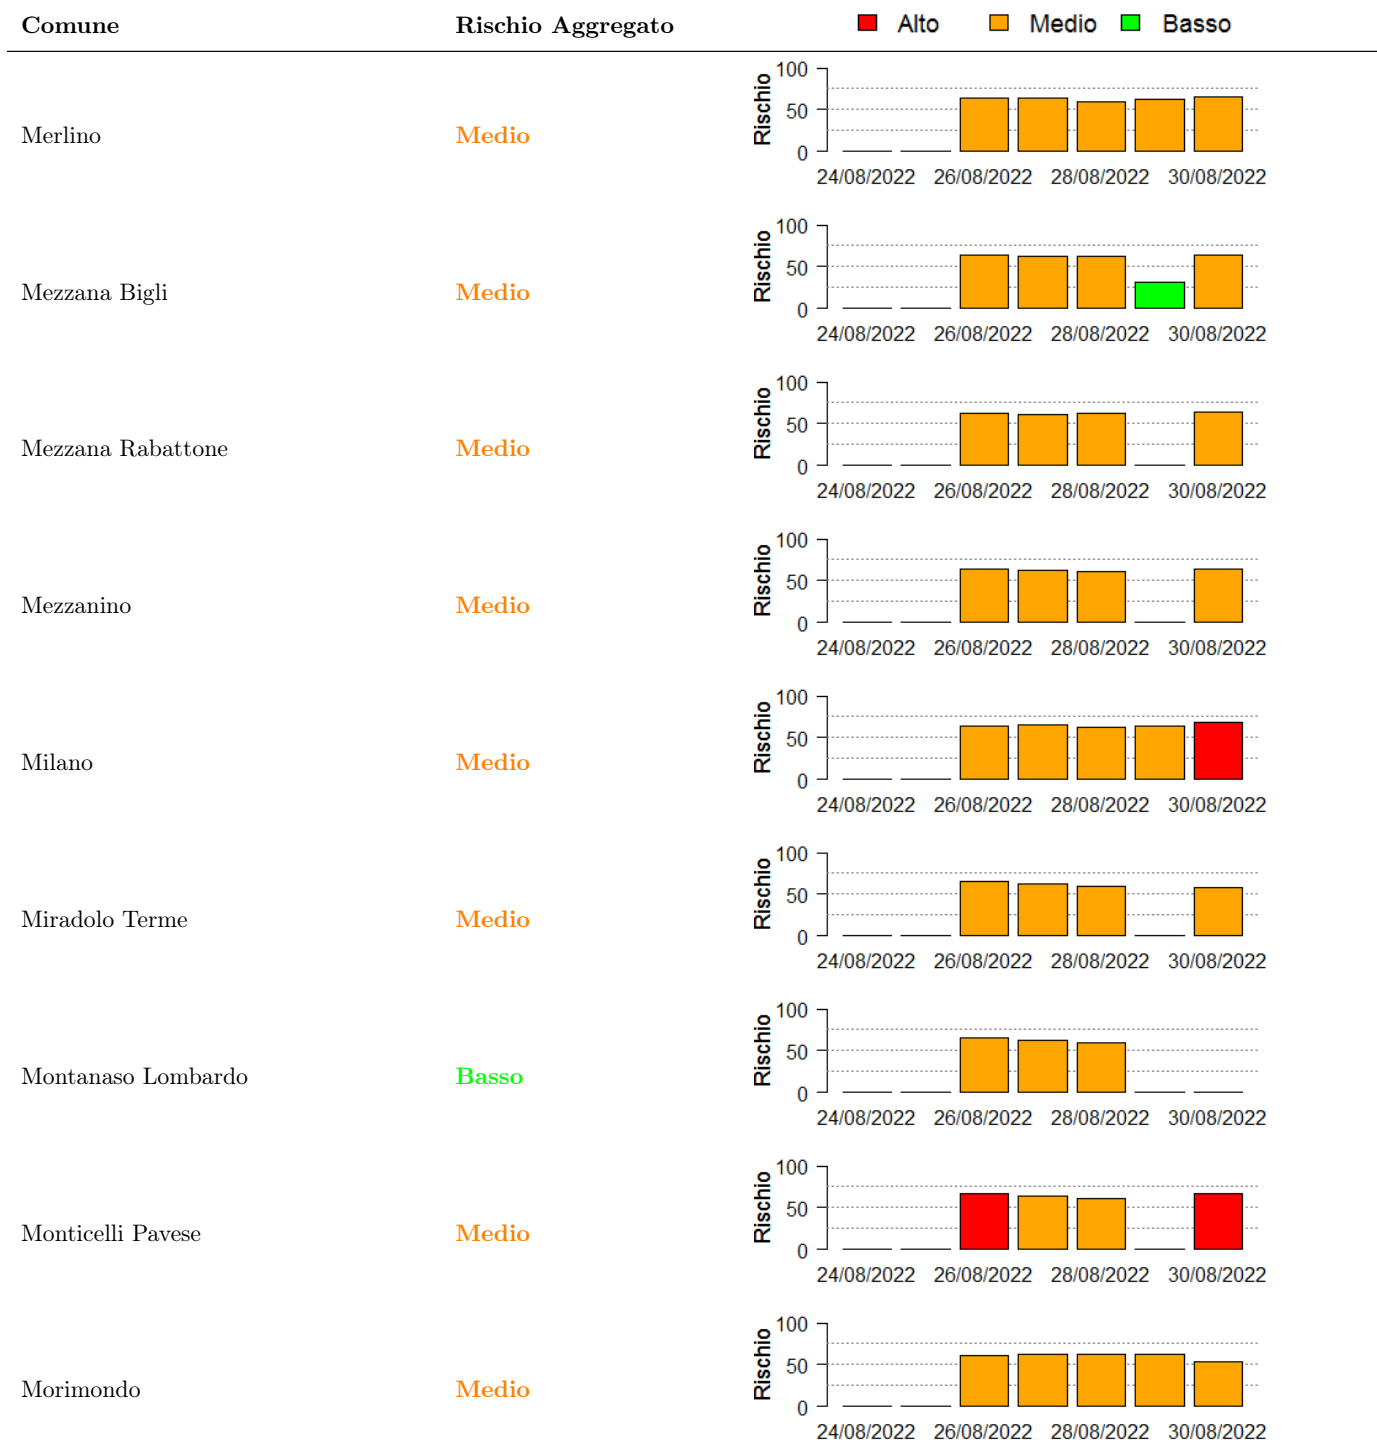 Comune Rischio Aggregato Alto Medio Basso
Merlino Medio
Rischio
100
50
0
24/08/2022 26/08/2022 28/08/2022 30/08/2022
Mezzana Bigli Medio
Rischio
100
50
0
24/08/2022 26/08/2022 28/08/2022 30/08/2022
Mezzana Rabattone Medio
Rischio
100
50
0
24/08/2022 26/08/2022 28/08/2022 30/08/2022
Mezzanino Medio
Rischio
100
50
0
24/08/2022 26/08/2022 28/08/2022 30/08/2022
Milano Medio
Rischio
100
50
0
24/08/2022 26/08/2022 28/08/2022 30/08/2022
Miradolo Terme Medio
Rischio
100
50
0
24/08/2022 26/08/2022 28/08/2022 30/08/2022
Montanaso Lombardo Basso
Rischio
100
50
0
24/08/2022 26/08/2022 28/08/2022 30/08/2022
Monticelli Pavese Medio
Rischio
100
50
0
24/08/2022 26/08/2022 28/08/2022 30/08/2022
Morimondo Medio
Rischio
100
50
0
24/08/2022 26/08/2022 28/08/2022 30/08/2022